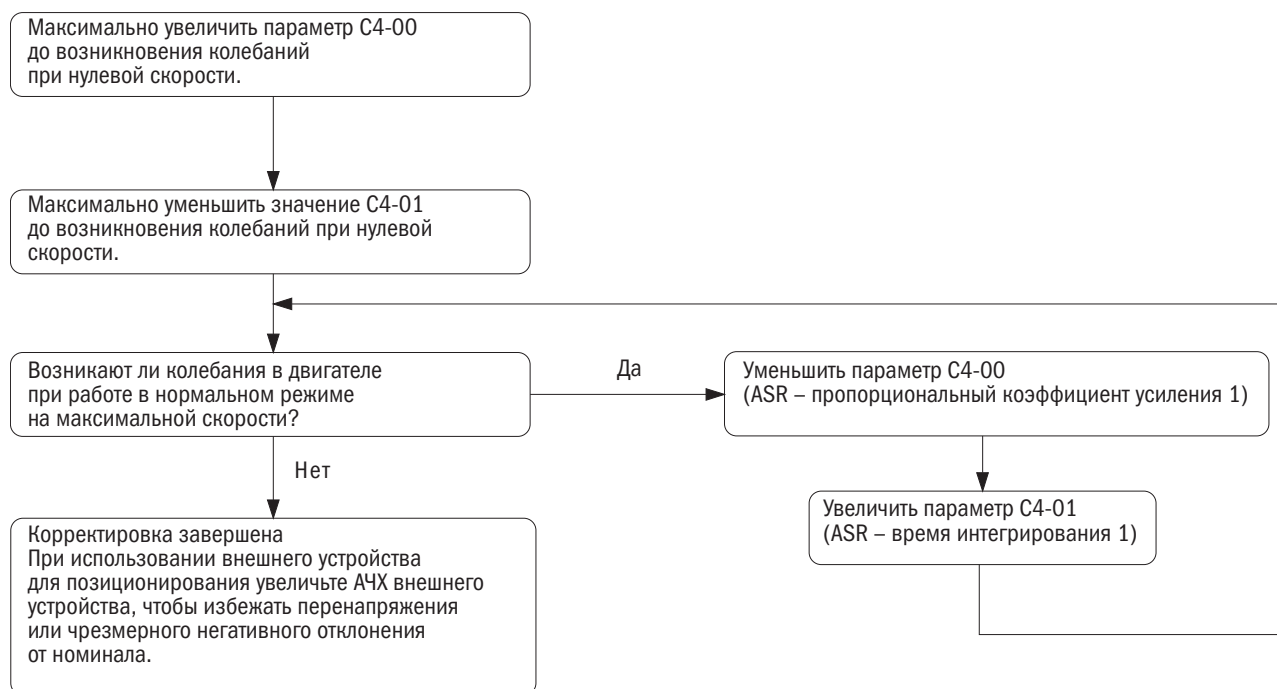 Максимально увеличить параметр C4-00
до возникновения колебаний
при нулевой скорости.
Максимально уменьшить значение C4-01
до возникновения колебаний при нулевой
скорости.
Возникают ли колебания в двигателе
при работе в нормальном режиме
на максимальной скорости?
Да
Уменьшить параметр C4-00
(ASR – пропорциональный коэффициент усиления 1)
Нет
Увеличить параметр C4-01
(ASR – время интегрирования 1)
Корректировка завершена
При использовании внешнего устройства
для позиционирования увеличьте АЧХ внешнего
устройства, чтобы избежать перенапряжения
или чрезмерного негативного отклонения
от номинала.